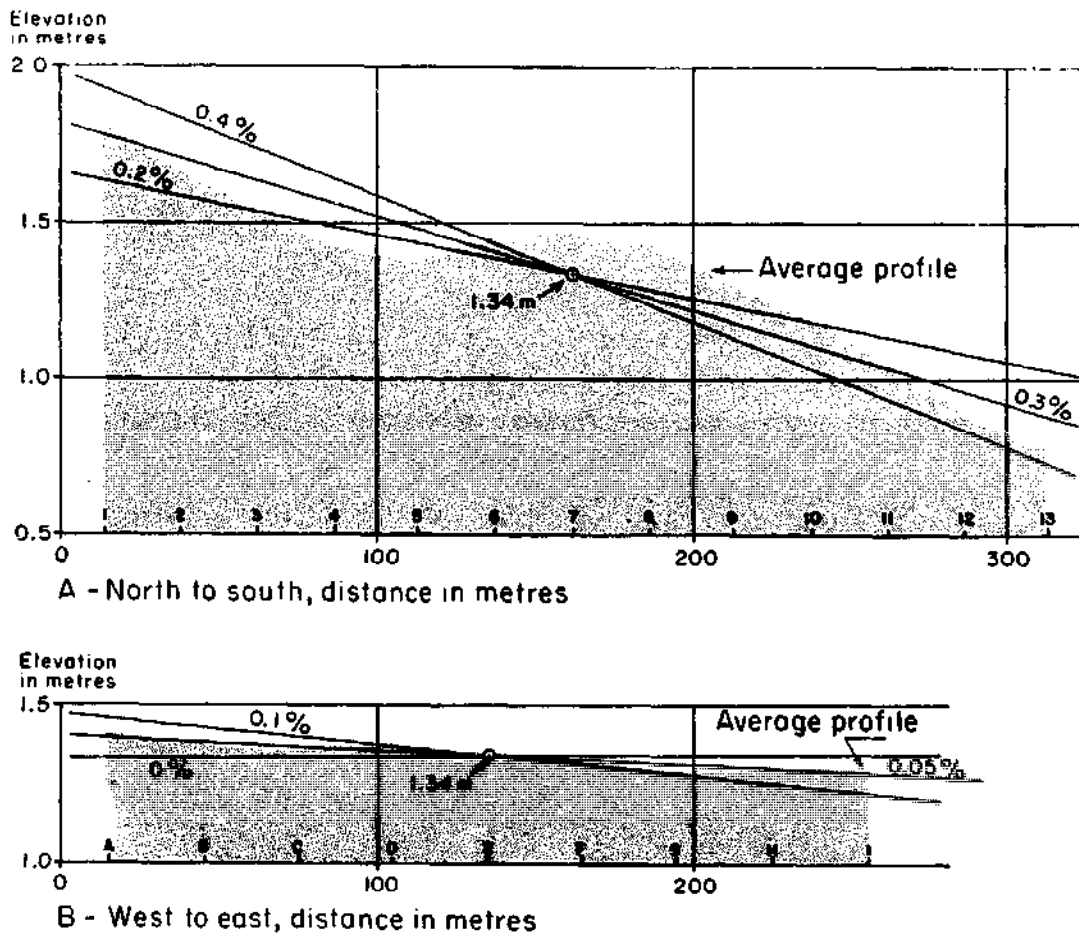 Elevation
in metres
2 0
0.4%
0.2%
1.5
Average profile
1.34 m
1.0
0.3%
1 2 3 4 5 6 7 8 9 10 11 12 13
0.5
0 100 200 300
A - North to south, distance in metres
Elevation
in metres
1.5
0.1%
Average profile
0%
1.34 m
0.05%
A B C D E F G H I
1.0
0 100 200
B - West to east, distance in metres